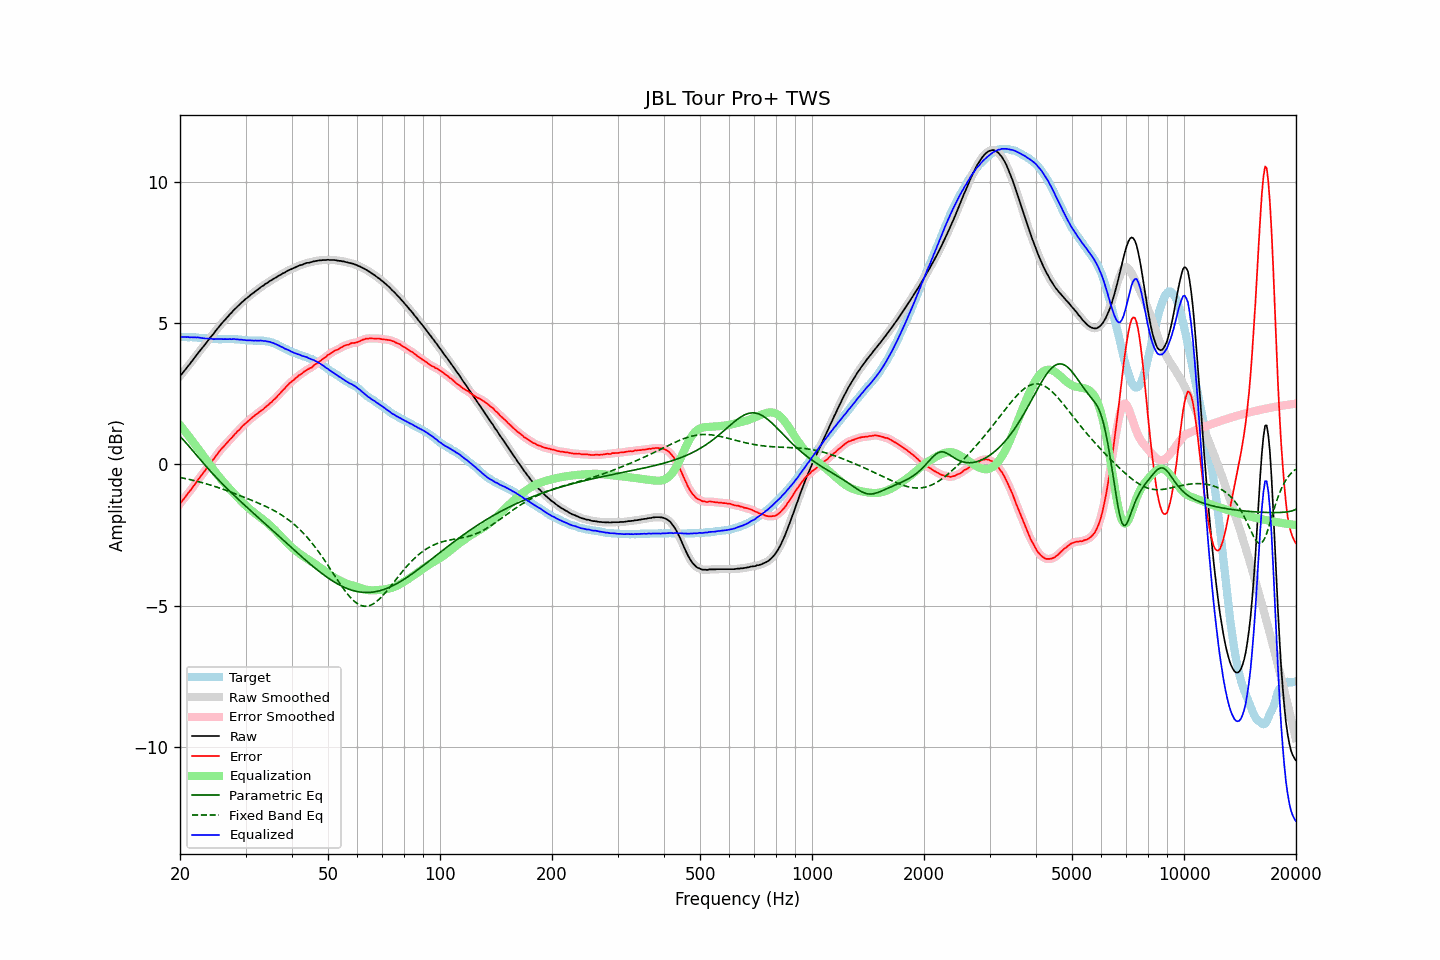 JBL Tour Pro+ TWS
10
5
0
−5
−10
Amplitude (dBr)
Target
Raw Smoothed
Error Smoothed
Raw
Error
Equalization
Parametric Eq
Fixed Band Eq
Equalized
20 50 100 200 500 1000 2000 5000 10000 20000
Frequency (Hz)